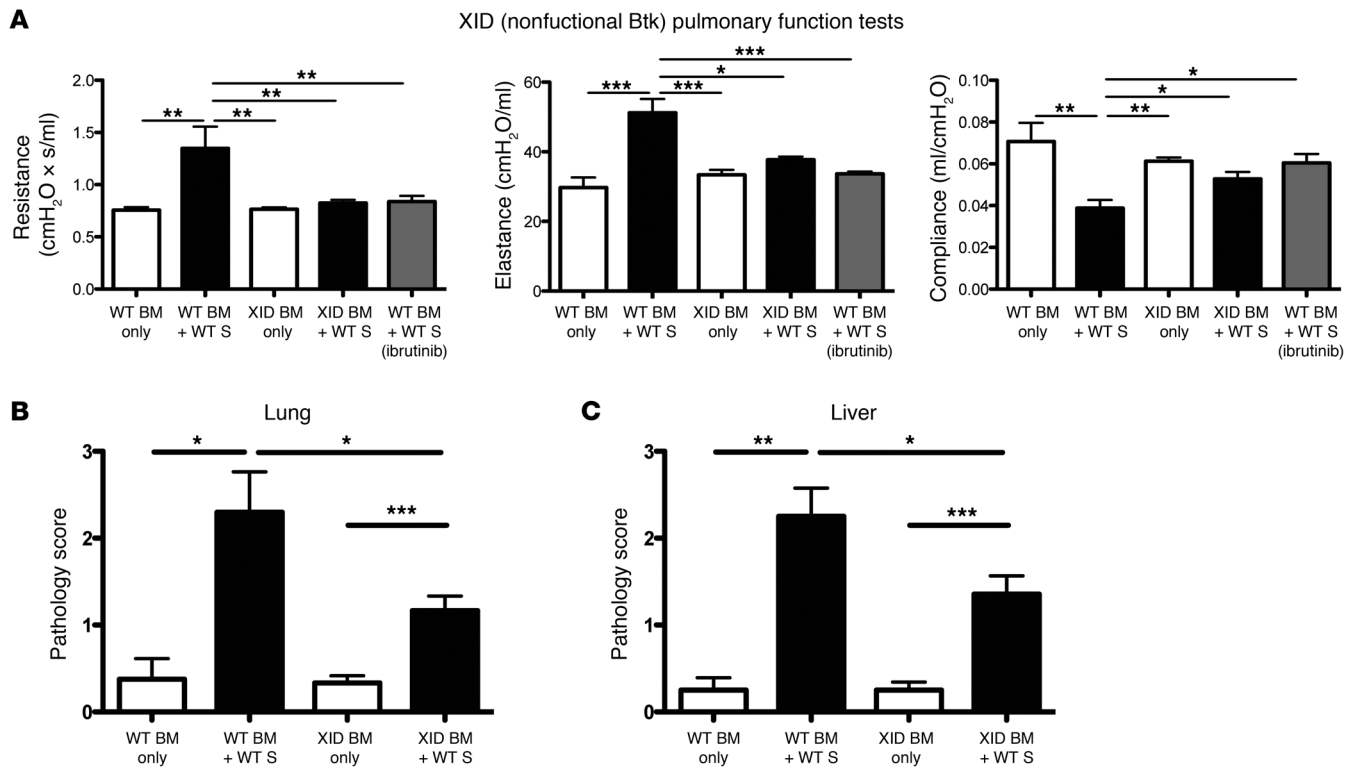 A
XID (nonfuctional Btk) pulmonary function tests
Resistance
(cmH2O × s/ml)
2.0
1.5
1.0
0.5
0.0
**
**
**
**
WT BM
only
WT BM
+ WT S
XID BM
only
XID BM
+ WT S
WT BM
+ WT S
(ibrutinib)
Elastance (cmH2O/ml)
60
40
20
0
***
*
***
***
WT BM
only
WT BM
+ WT S
XID BM
only
XID BM
+ WT S
WT BM
+ WT S
(ibrutinib)
Compliance (ml/cmH2O)
0.10
0.08
0.06
0.04
0.02
0.00
*
*
**
**
WT BM
only
WT BM
+ WT S
XID BM
only
XID BM
+ WT S
WT BM
+ WT S
(ibrutinib)
B
Lung
Pathology score
3
2
1
0
*
*
***
WT BM
only
WT BM
+ WT S
XID BM
only
XID BM
+ WT S
C
Liver
Pathology score
3
2
1
0
**
*
***
WT BM
only
WT BM
+ WT S
XID BM
only
XID BM
+ WT S